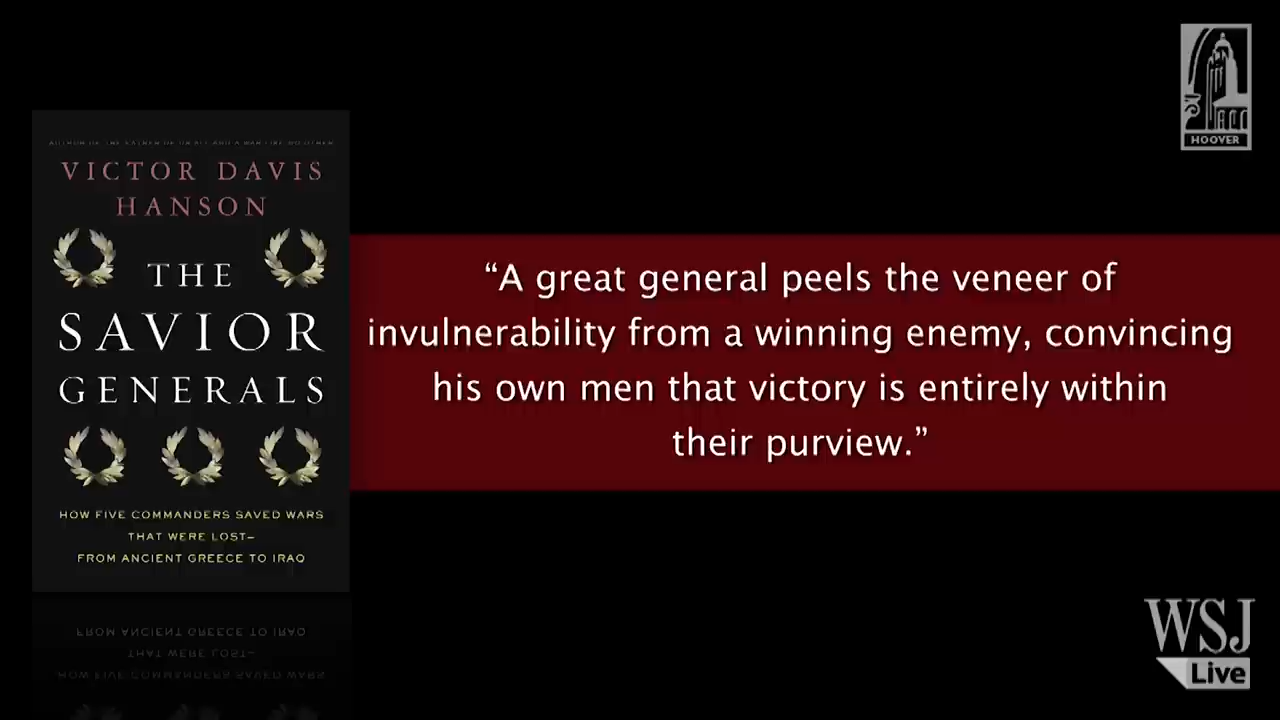 VICTOR DAVIS
HANSON
THE
SAVIOR
GENERALS
HOW FIVE COMMANDERS SAVED WARS
THAT WERE LOST—
FROM ANCIENT GREECE TO IRAQ
“A great general peels the veneer of
invulnerability from a winning enemy, convincing
his own men that victory is entirely within
their purview.”
HOOVER
WSJ
Live